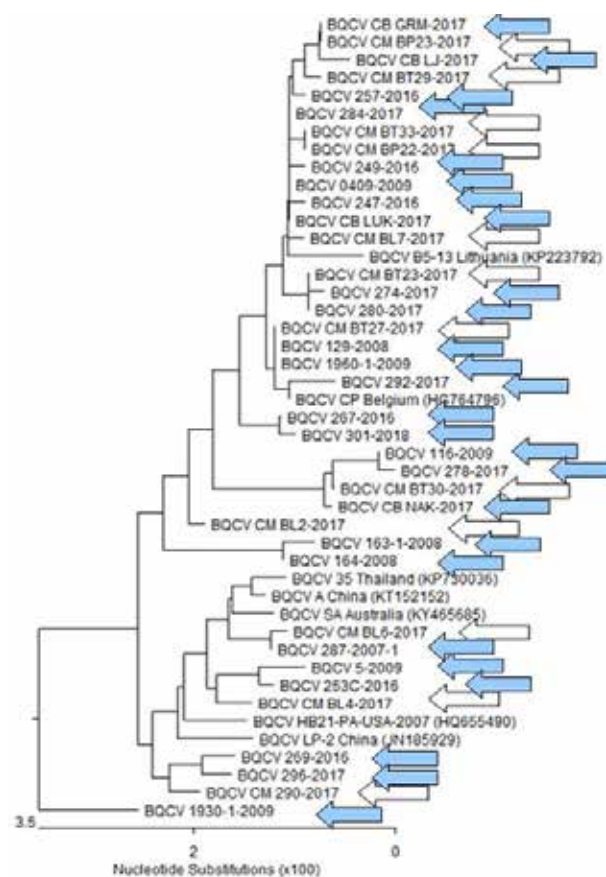 BQCV CB GRM-2017
BQCV CM BP23-2017
BQCV CB LJ-2017
BQCV CM BT29-2017
BQCV 257-2016
BQCV 284-2017
BQCV CM BT33-2017
BQCV CM BP22-2017
BQCV 249-2016
BQCV 0409-2009
BQCV 247-2016
BQCV CB LUK-2017
BQCV CM BL7-2017
BQCV B5-13 Lithuania (KP223792)
BQCV CM BT23-2017
BQCV 274-2017
BQCV 280-2017
BQCV CM BT27-2017
BQCV 129-2008
BQCV 1960-1-2009
BQCV 292-2017
BQCV CP Belgium (HG764796)
BQCV 267-2016
BQCV 301-2018
BQCV 116-2009
BQCV 278-2017
BQCV CM BT30-2017
BQCV CB NAK-2017
BQCV CM BL2-2017
BQCV 163-1-2008
BQCV 164-2008
BQCV 35 Thailand (KP730036)
BQCV A China (KT152152)
BQCV SA Australia (KY465685)
BQCV CM BL6-2017
BQCV 287-2007-1
BQCV 5-2009
BQCV 253C-2016
BQCV CM BL4-2017
BQCV HB21-PA-USA-2007 (HQ655490)
BQCV LP-2 China (JN185929)
BQCV 269-2016
BQCV 296-2017
BQCV CM 290-2017
BQCV 1930-1-2009
3.5
2 0
Nucleotide Substitutions (x100)